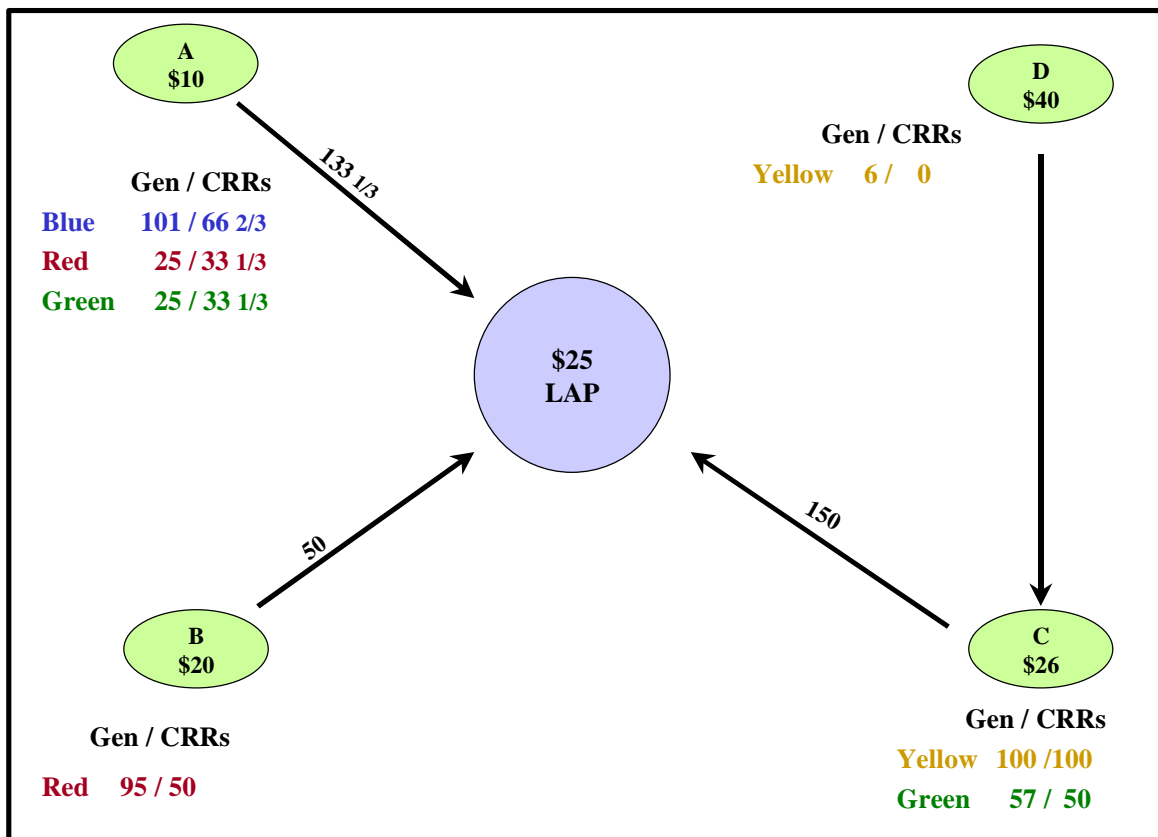 A
$10
133 1/3
Gen / CRRs
Blue 101 / 66 2/3
Red 25 / 33 1/3
Green 25 / 33 1/3
D
$40
Gen / CRRs
Yellow 6 / 0
$25
LAP
50
150
B
$20
Gen / CRRs
Red 95 / 50
C
$26
Gen / CRRs
Yellow 100 /100
Green 57 / 50